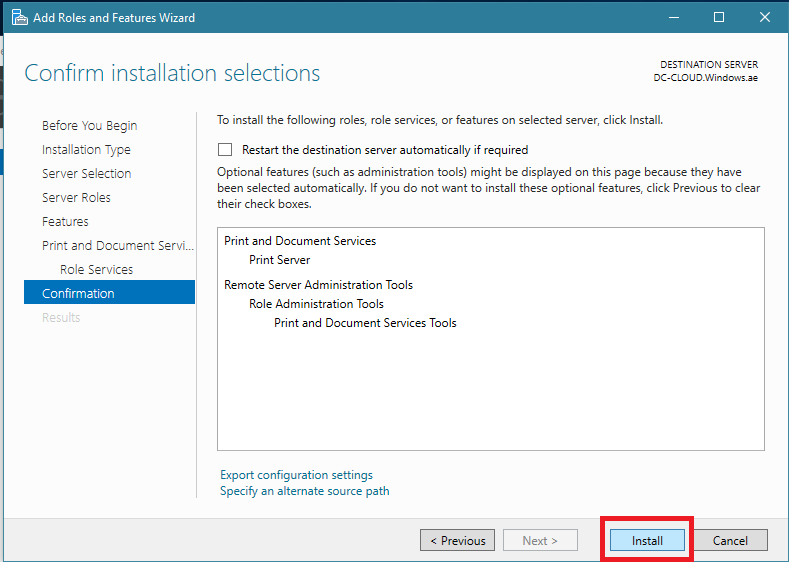 Add Roles and Features Wizard
Confirm installation selections
DESTINATION SERVER
DC-CLOUD.Windows.ae
Before You Begin
Installation Type
Server Selection
Server Roles
Features
Print and Document Servi...
Role Services
Confirmation
Results
To install the following roles, role services, or features on selected server, click Install.
Restart the destination server automatically if required
Optional features (such as administration tools) might be displayed on this page because they have
been selected automatically. If you do not want to install these optional features, click Previous to clear
their check boxes.
Print and Document Services
Print Server
Remote Server Administration Tools
Role Administration Tools
Print and Document Services Tools
Export configuration settings
Specify an alternate source path
< Previous
Next >
Install
Cancel